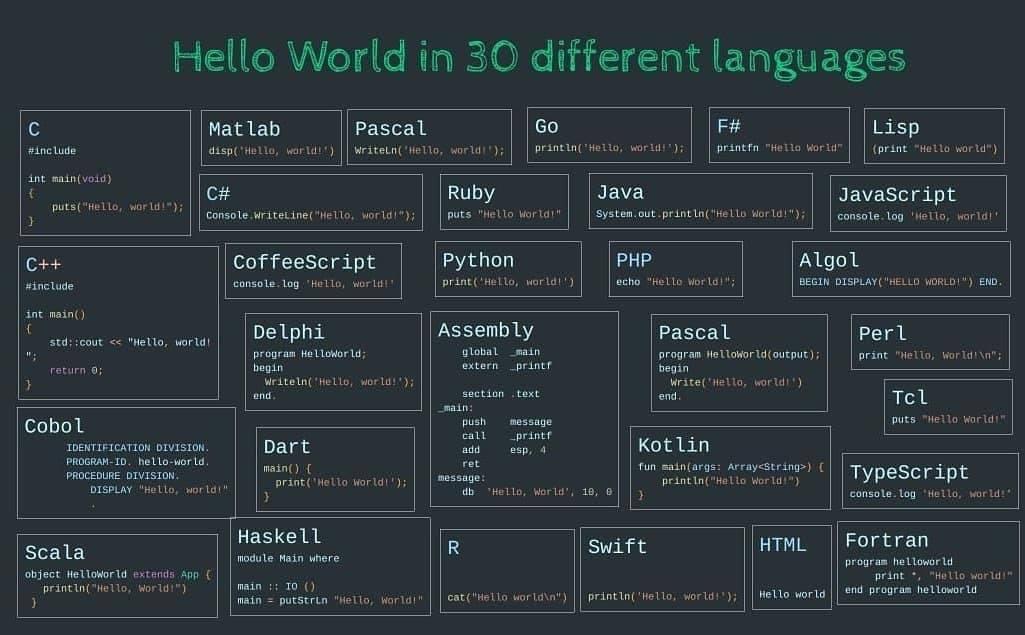 Hello World in 30 different languages
C
#include
int main(void)
{
puts("Hello, world!");
}
Matlab
disp('Hello, world!')
Pascal
WriteLn('Hello, world!');
Go
println('Hello, world!');
F#
printfn "Hello World"
Lisp
(print "Hello world")
C#
Console.WriteLine("Hello, world!");
Ruby
puts "Hello World!"
Java
System.out.println("Hello World!");
JavaScript
console.log 'Hello, world!'
C++
#include
int main()
{
std::cout << "Hello, world!
";
return 0;
}
CoffeeScript
console.log 'Hello, world!'
Python
print('Hello, world!')
PHP
echo "Hello World!";
Algol
BEGIN DISPLAY("HELLO WORLD!") END.
Delphi
program HelloWorld;
begin
Writeln('Hello, world!');
end.
Assembly
global _main
extern _printf
section .text
_main:
push message
call _printf
add esp, 4
ret
message:
db 'Hello, World', 10, 0
Pascal
program HelloWorld(output);
begin
Write('Hello, world!')
end.
Perl
print "Hello, World!\n";
Tcl
puts "Hello World!"
Cobol
IDENTIFICATION DIVISION.
PROGRAM-ID. hello-world.
PROCEDURE DIVISION.
DISPLAY "Hello, world!"
.
Dart
main() {
print('Hello World!');
}
Kotlin
fun main(args: Array<String>) {
println("Hello World!")
}
TypeScript
console.log 'Hello, world!'
Scala
object HelloWorld extends App {
println("Hello, World!")
}
Haskell
module Main where
main :: IO ()
main = putStrLn "Hello, World!"
R
cat("Hello world\n")
Swift
println('Hello, world!');
HTML
Hello world
Fortran
program helloworld
print *, "Hello world!"
end program helloworld